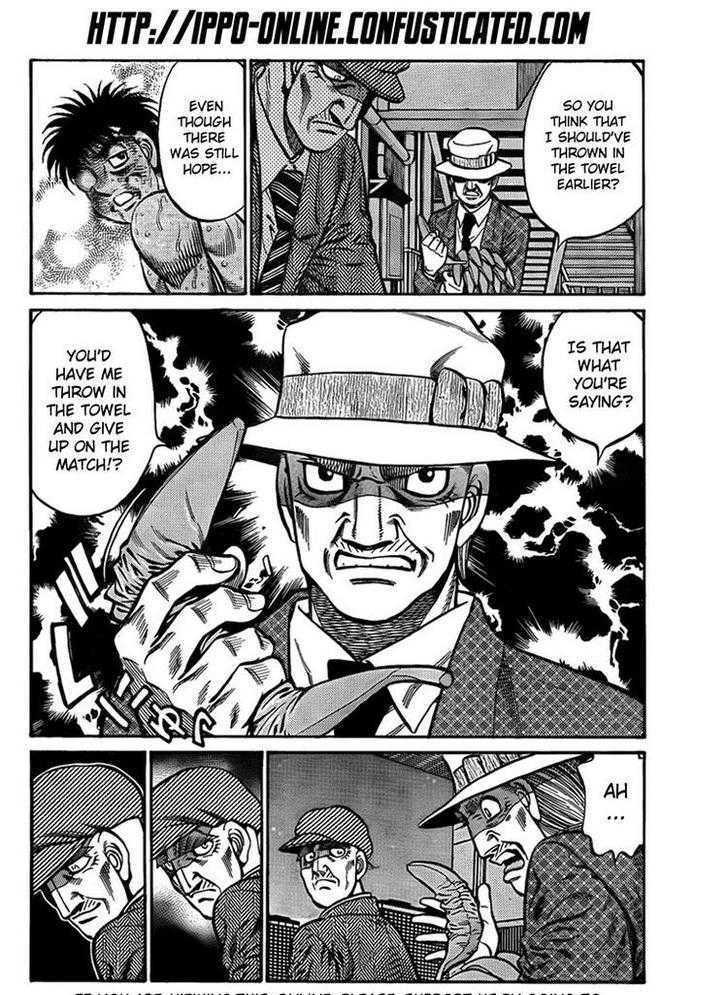 HTTP://IPPO-ONLINE.CONFUSTICATED.COM
SO YOU
THINK THAT
I SHOULD'VE
THROWN IN
THE TOWEL
EARLIER?
EVEN
THOUGH
THERE
WAS STILL
HOPE...
IS THAT
WHAT
YOU'RE
SAYING?
YOU'D
HAVE ME
THROW IN
THE TOWEL
AND GIVE
UP ON THE
MATCH!?
AH
...